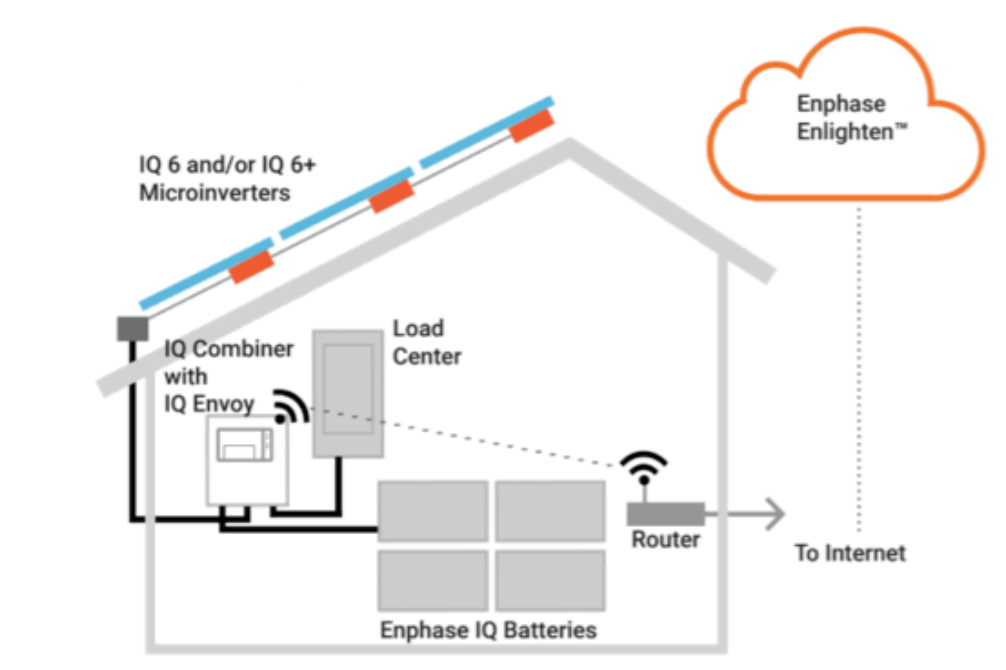 Enphase
Enlighten™
IQ 6 and/or IQ 6+
Microinverters
Load
Center
IQ Combiner
with
IQ Envoy
Router
To Internet
Enphase IQ Batteries